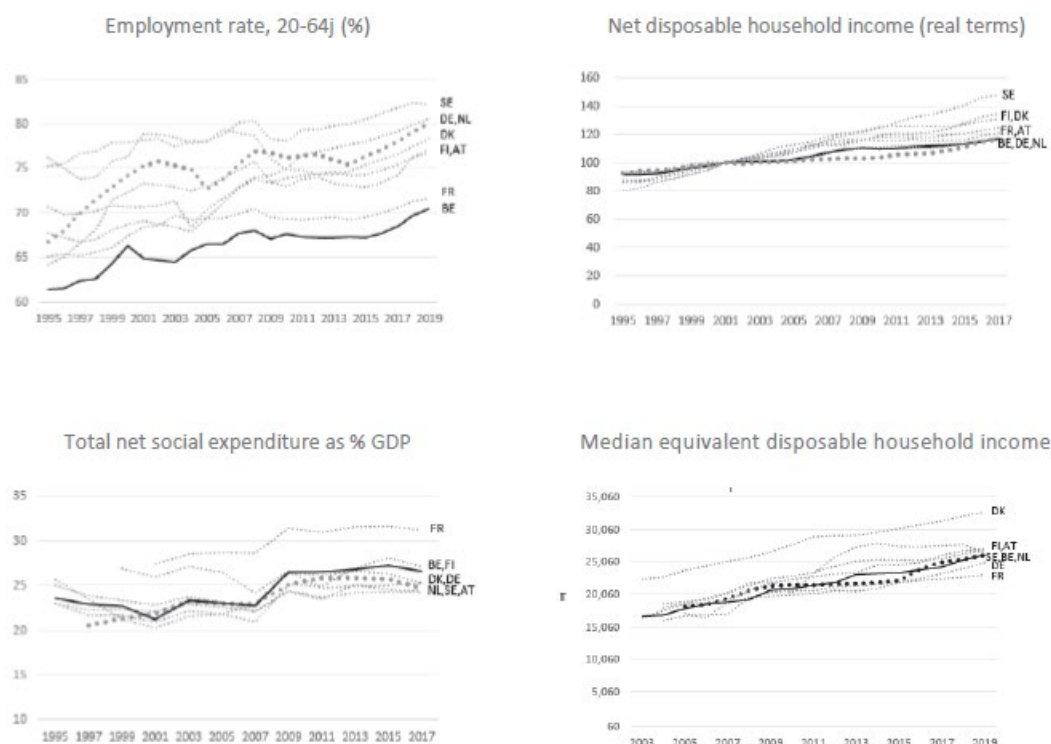 Employment rate, 20-64j (%)
85
80
75
70
65
60
SE
DE,NL
DK
FI,AT
FR
BE
1995 1997 1999 2001 2003 2005 2007 2009 2011 2013 2015 2017 2019
Net disposable household income (real terms)
160
140
120
100
80
60
40
20
0
SE
FI,DK
FR,AT
BE,DE,NL
1995 1997 1999 2001 2003 2005 2007 2009 2011 2013 2015 2017
Total net social expenditure as % GDP
35
30
25
20
15
10
FR
BE,FI
DK,DE
NL,SE,AT
1995 1997 1999 2001 2003 2005 2007 2009 2011 2013 2015 2017
Median equivalent disposable household income
35,060
30,060
25,060
20,060
15,060
10,060
5,060
60
DK
FI,AT
SE,BE,NL
DE
FR
2003 2005 2007 2009 2011 2013 2015 2017 2019